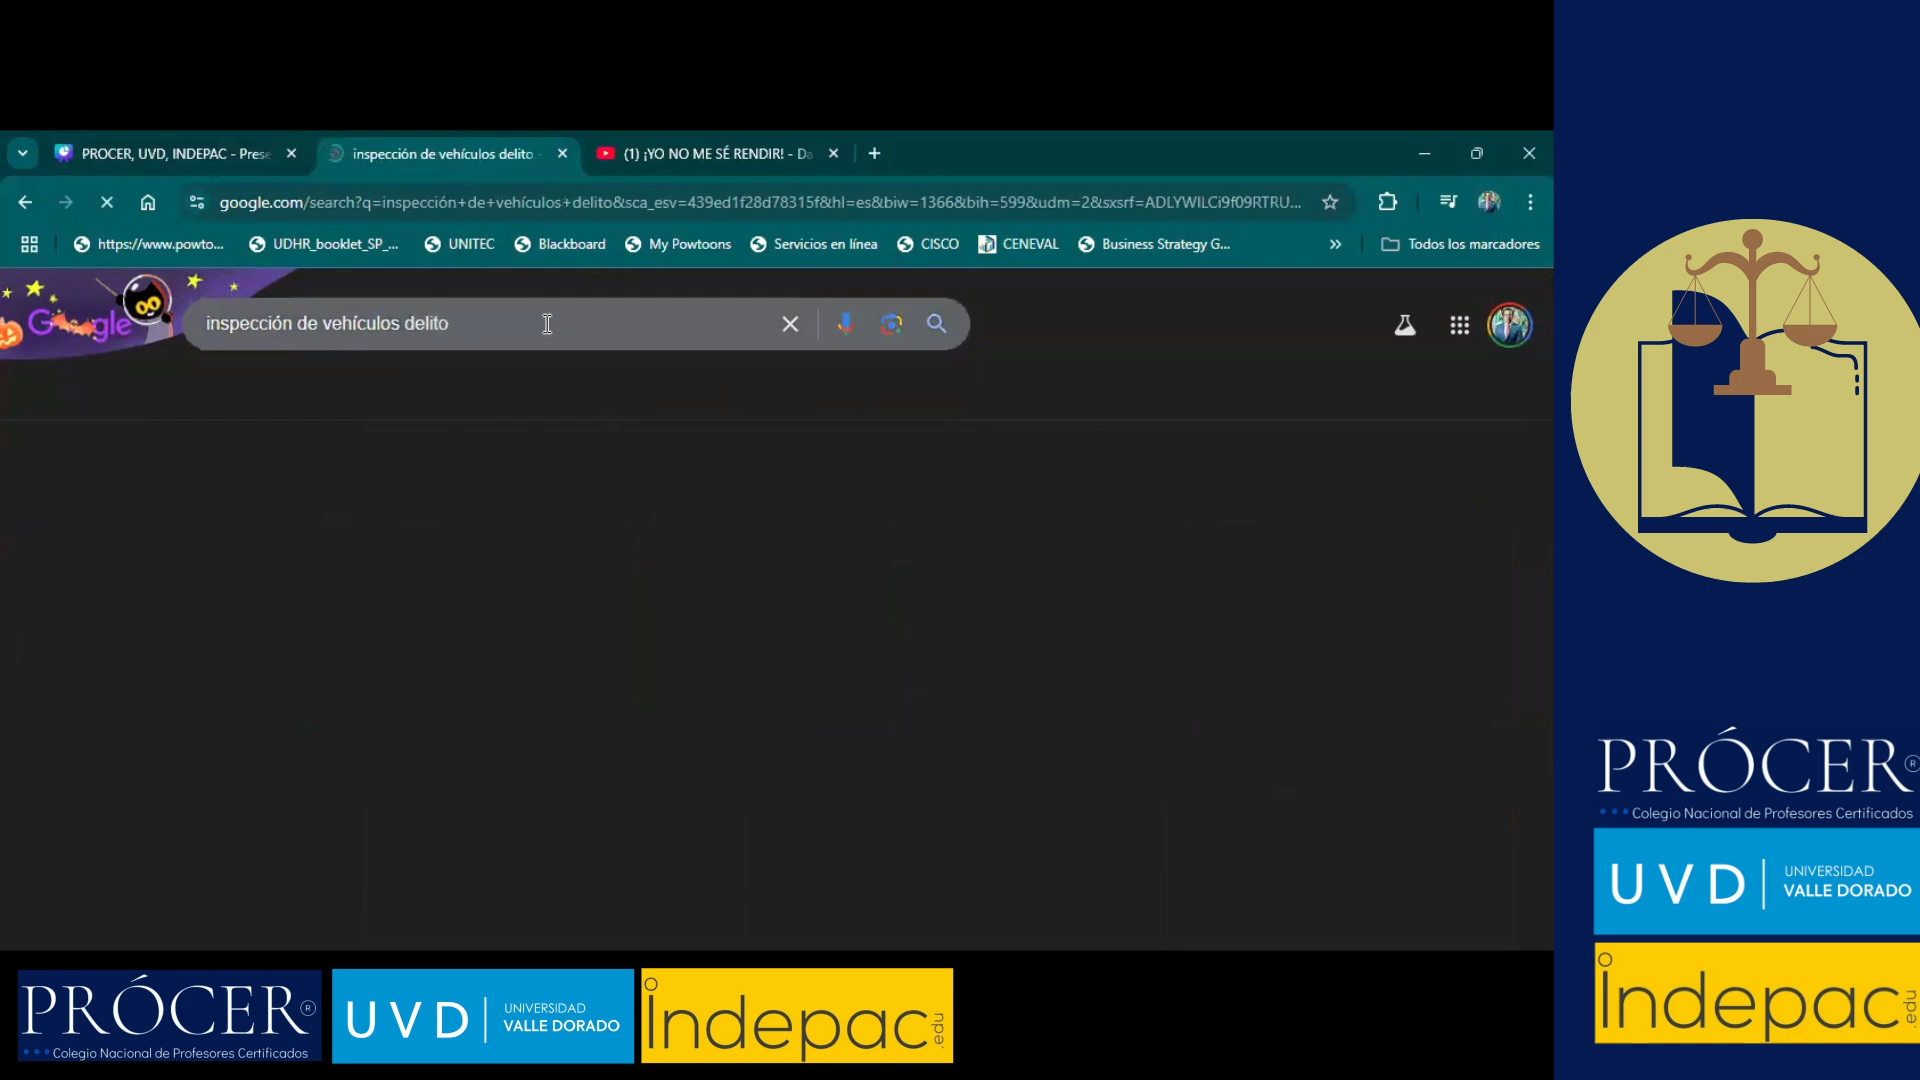 PROCER, UVD, INDEPAC - Prese
inspección de vehículos delito -
(1) ¡YO NO ME SÉ RENDIR! - Da
google.com/search?q=inspección+de+vehículos+delito&sca_esv=439ed1f28d78315f&hl=es&biw=1366&bih=599&udm=2&sxsrf=ADLYWILCi9f09RTRU...
https://www.powto...
UDHR_booklet_SP_...
UNITEC
Blackboard
My Powtoons
Servicios en línea
CISCO
CENEVAL
Business Strategy G...
»
Todos los marcadores
Google
inspección de vehículos delito
PRÓCER®
Colegio Nacional de Profesores Certificados
UVD
UNIVERSIDAD
VALLE DORADO
indepac.edu
PRÓCER®
Colegio Nacional de Profesores Certificados
UVD
UNIVERSIDAD
VALLE DORADO
indepac.edu